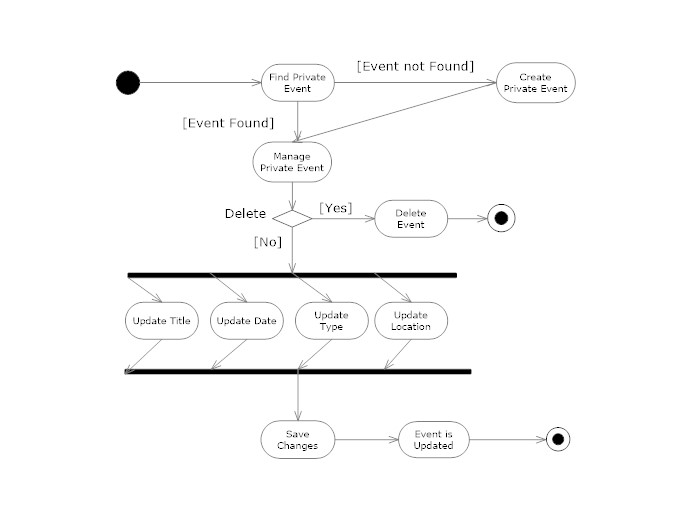 [Event not Found]
Find Private
Event
Create
Private Event
[Event Found]
Manage
Private Event
Delete
[Yes]
Delete
Event
[No]
Update Title
Update Date
Update
Type
Update
Location
Save
Changes
Event is
Updated